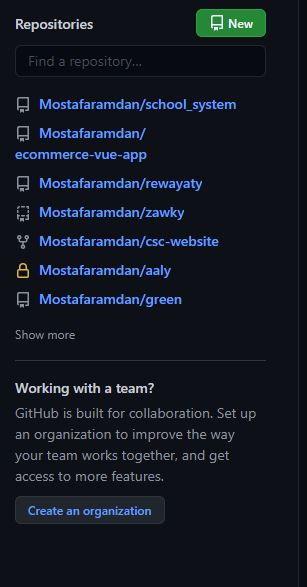 Repositories
New
Find a repository...
Mostafaramdan/school_system
Mostafaramdan/
ecommerce-vue-app
Mostafaramdan/rewayaty
Mostafaramdan/zawky
Mostafaramdan/csc-website
Mostafaramdan/aaly
Mostafaramdan/green
Show more
Working with a team?
GitHub is built for collaboration. Set up
an organization to improve the way
your team works together, and get
access to more features.
Create an organization